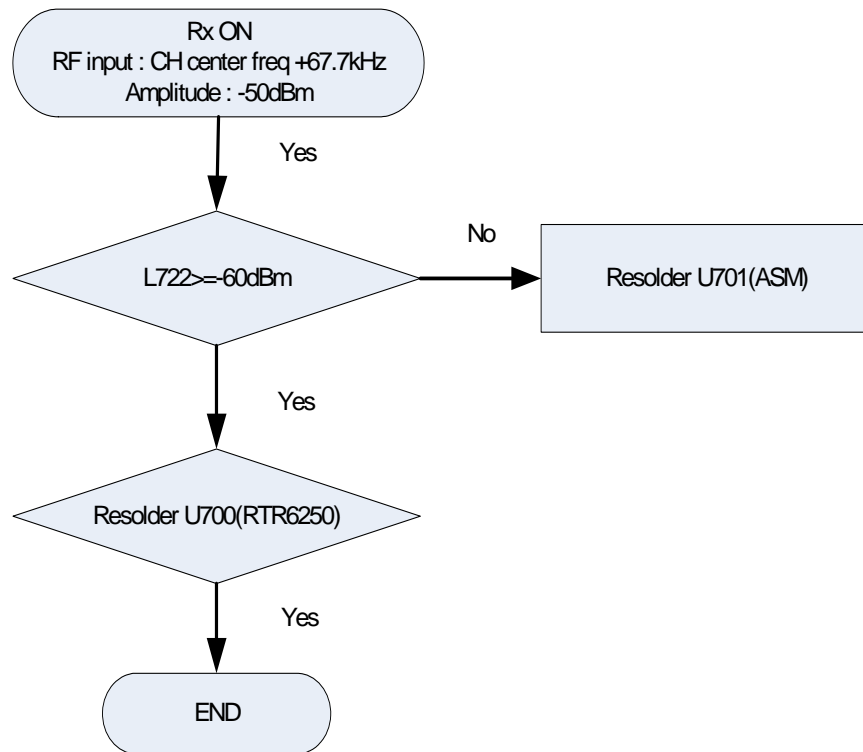 Rx ON
RF input : CH center freq +67.7kHz
Amplitude : -50dBm
Yes
L722>=-60dBm
No
Resolder U701(ASM)
Yes
Resolder U700(RTR6250)
Yes
END